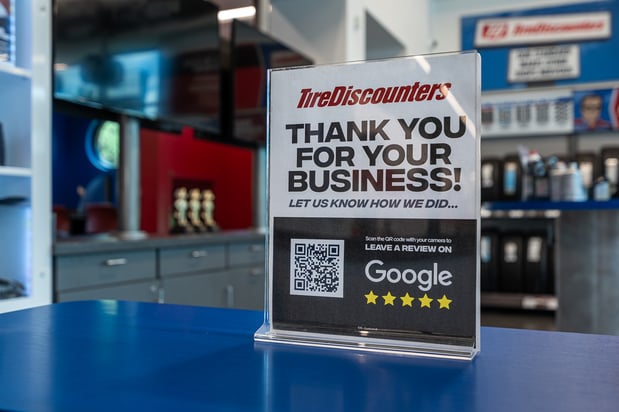 TireDiscounters
THANK YOU
FOR YOUR
BUSINESS!
LET US KNOW HOW WE DID...
Scan the QR code with your camera to
LEAVE A REVIEW ON
Google
TireDiscounters